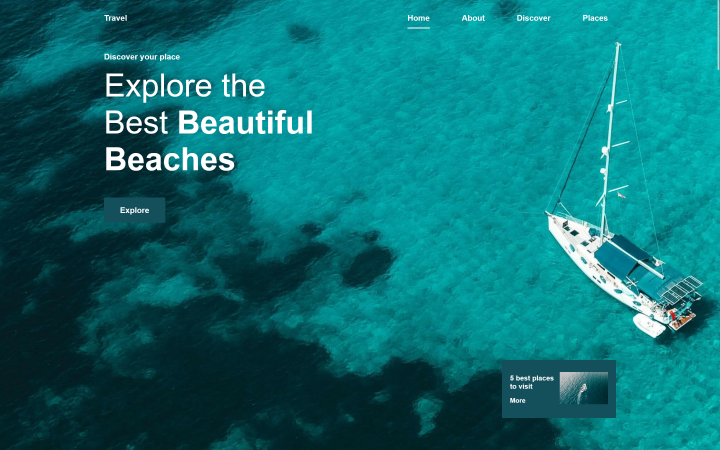 Travel
Home
About
Discover
Places
Discover your place
Explore the
Best Beautiful
Beaches
Explore
5 best places
to visit
More